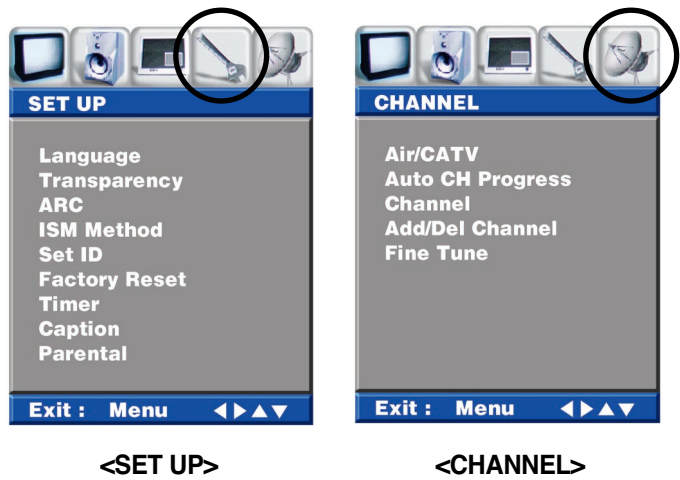 SET UP
Language
Transparency
ARC
ISM Method
Set ID
Factory Reset
Timer
Caption
Parental
Exit : Menu ◀▶▲▼
<SET UP>
CHANNEL
Air/CATV
Auto CH Progress
Channel
Add/Del Channel
Fine Tune
Exit : Menu ◀▶▲▼
<CHANNEL>